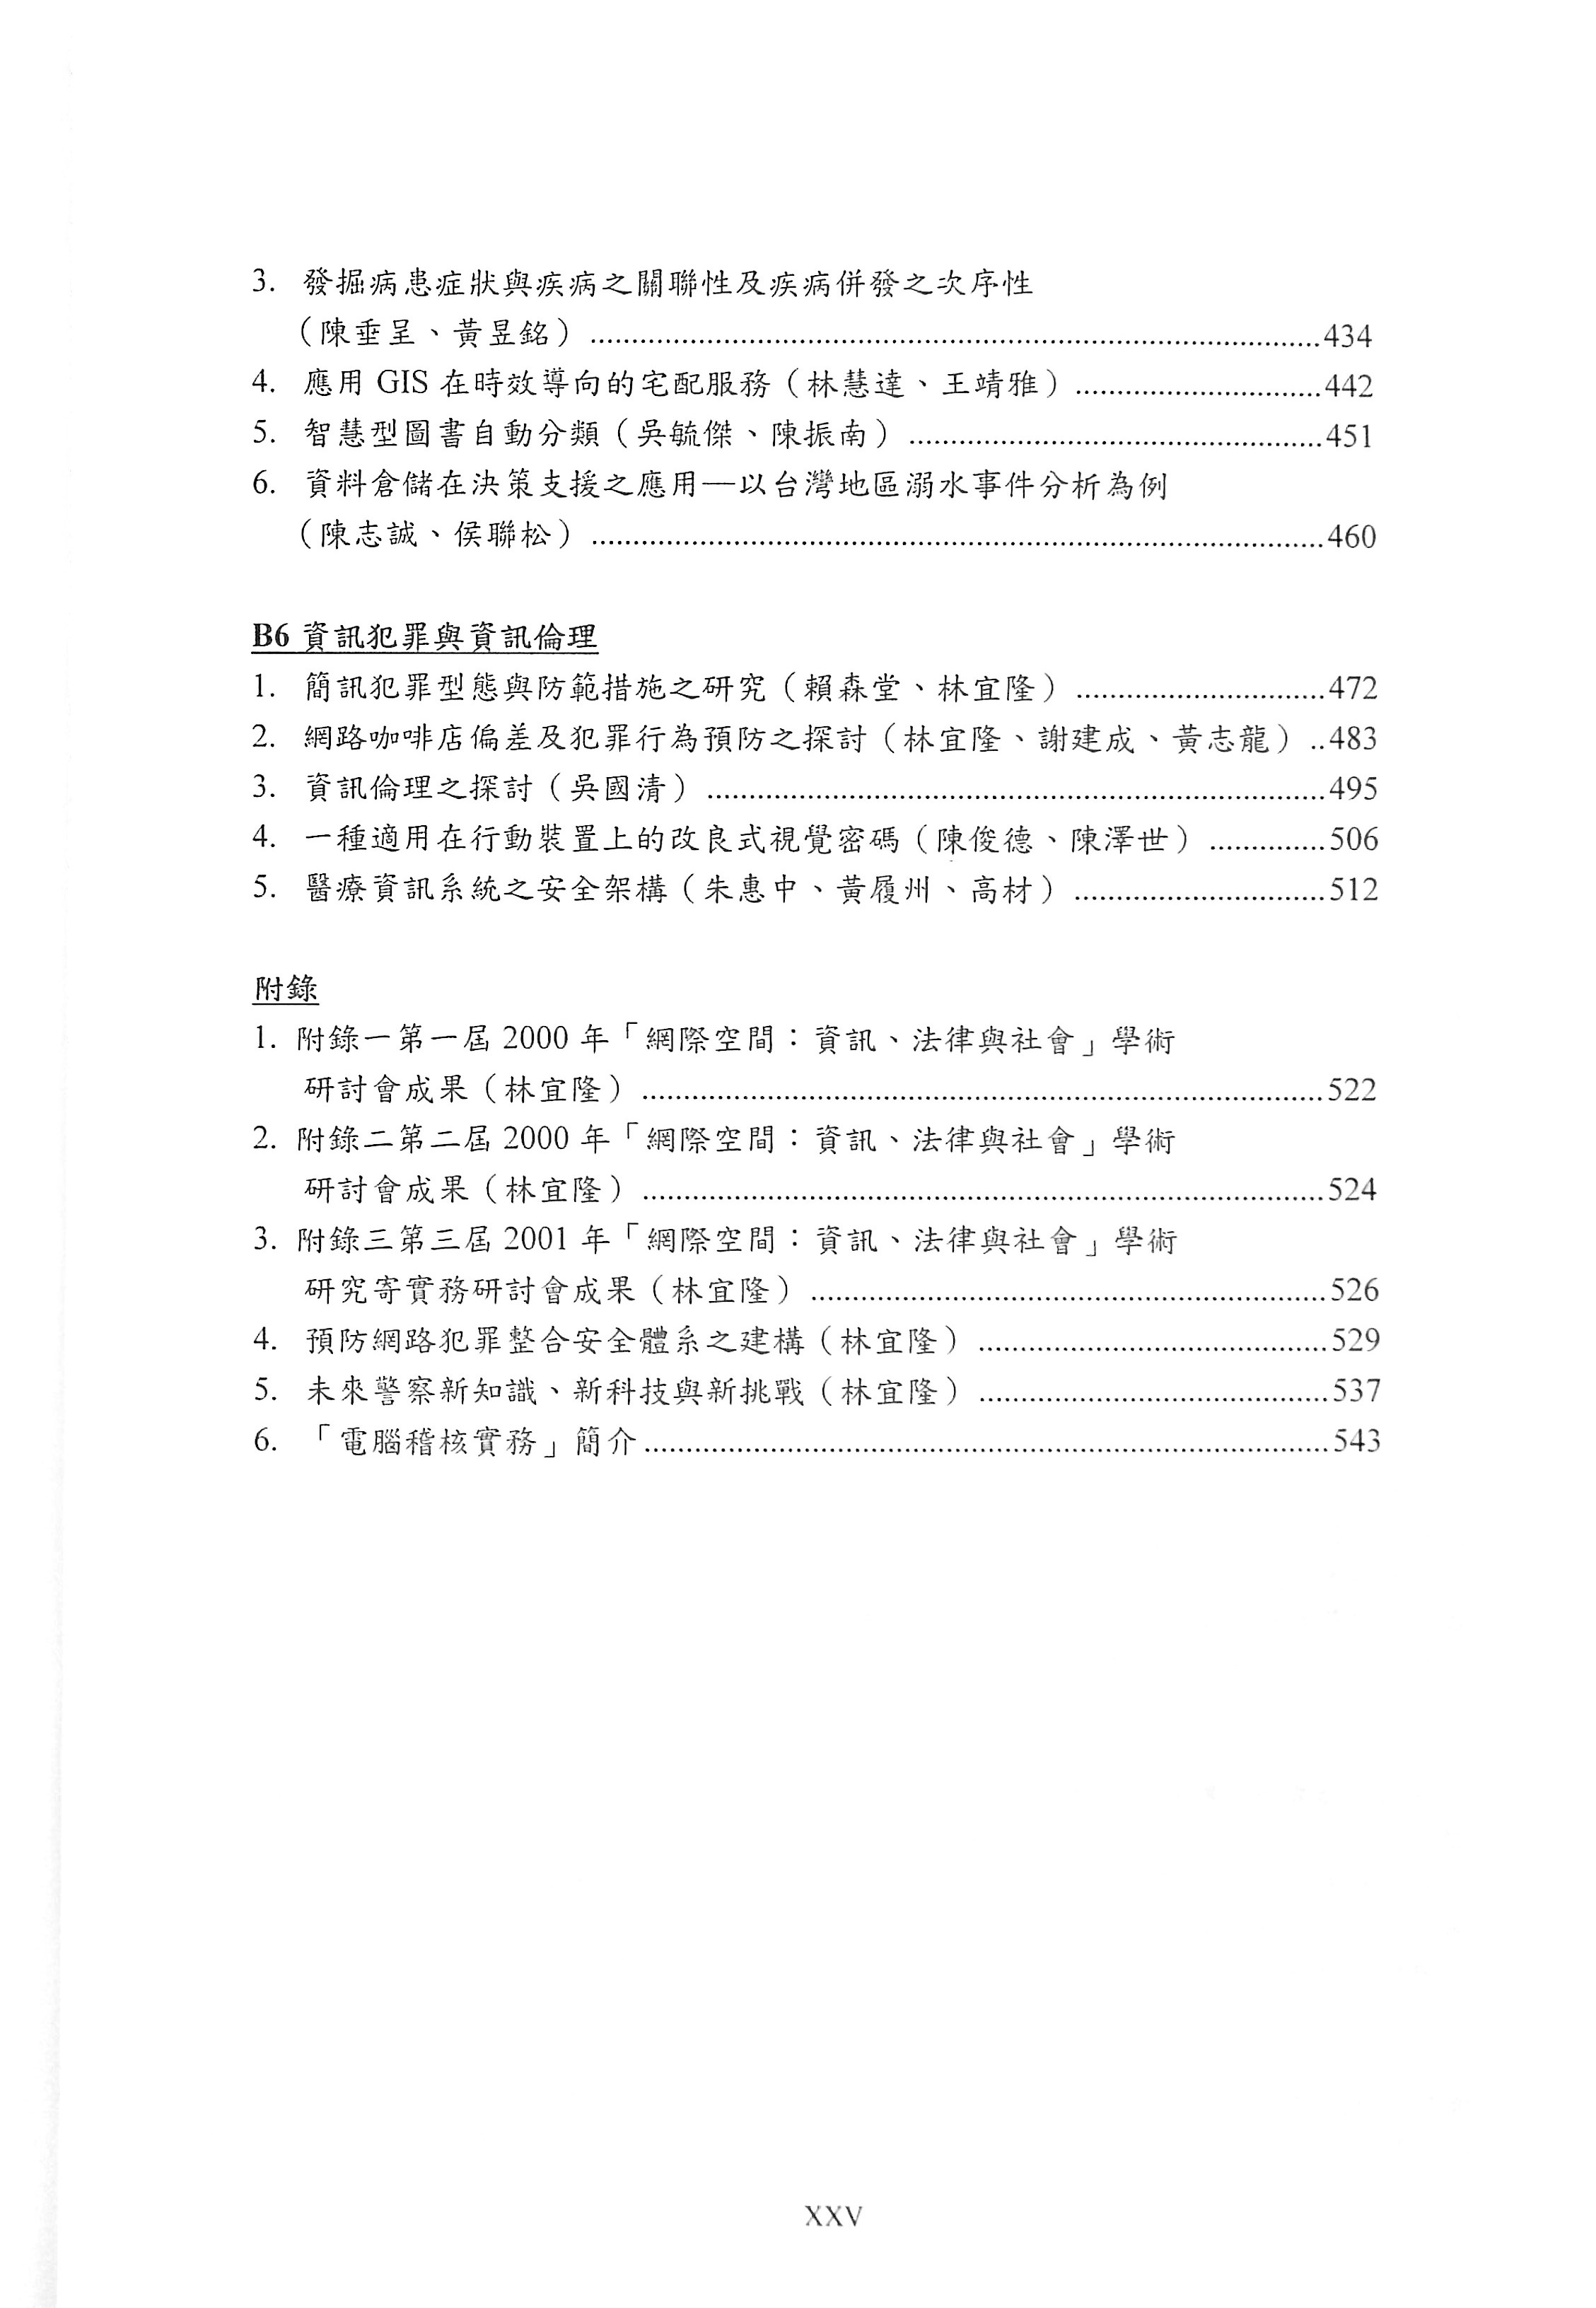 3. 發掘病患症狀與疾病之關聯性及疾病併發之次序性
（陳垂呈、黃昱銘）........434
4. 應用 GIS 在時效導向的宅配服務（林慧達、王靖雅）........442
5. 智慧型圖書自動分類（吳毓傑、陳振南）........451
6. 資料倉儲在決策支援之應用—以台灣地區溺水事件分析為例
（陳志誠、侯聯松）........460
B6 資訊犯罪與資訊倫理
1. 簡訊犯罪型態與防範措施之研究（賴森堂、林宜隆）........472
2. 網路咖啡店偏差及犯罪行為預防之探討（林宜隆、謝建成、黃志龍）..483
3. 資訊倫理之探討（吳國清）........495
4. 一種適用在行動裝置上的改良式視覺密碼（陳俊德、陳澤世）........506
5. 醫療資訊系統之安全架構（朱惠中、黃履州、高材）........512
附錄
1. 附錄一第一屆 2000 年「網際空間：資訊、法律與社會」學術
研討會成果（林宜隆）........522
2. 附錄二第二屆 2000 年「網際空間：資訊、法律與社會」學術
研討會成果（林宜隆）........524
3. 附錄三第三屆 2001 年「網際空間：資訊、法律與社會」學術
研究寄實務研討會成果（林宜隆）........526
4. 預防網路犯罪整合安全體系之建構（林宜隆）........529
5. 未來警察新知識、新科技與新挑戰（林宜隆）........537
6. 「電腦稽核實務」簡介........543
XXV